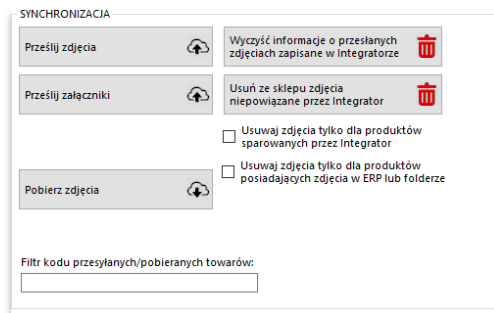 SYNCHRONIZACJA
Prześlij zdjęcia
Wyczyść informacje o przesłanych
zdjęciach zapisane w Integratorze
Prześlij załączniki
Usuń ze sklepu zdjęcia
niepowiązane przez Integrator
Usuwaj zdjęcia tylko dla produktów
sparowanych przez Integrator
Usuwaj zdjęcia tylko dla produktów
posiadających zdjęcia w ERP lub folderze
Pobierz zdjęcia
Filtr kodu przesyłanych/pobieranych towarów: